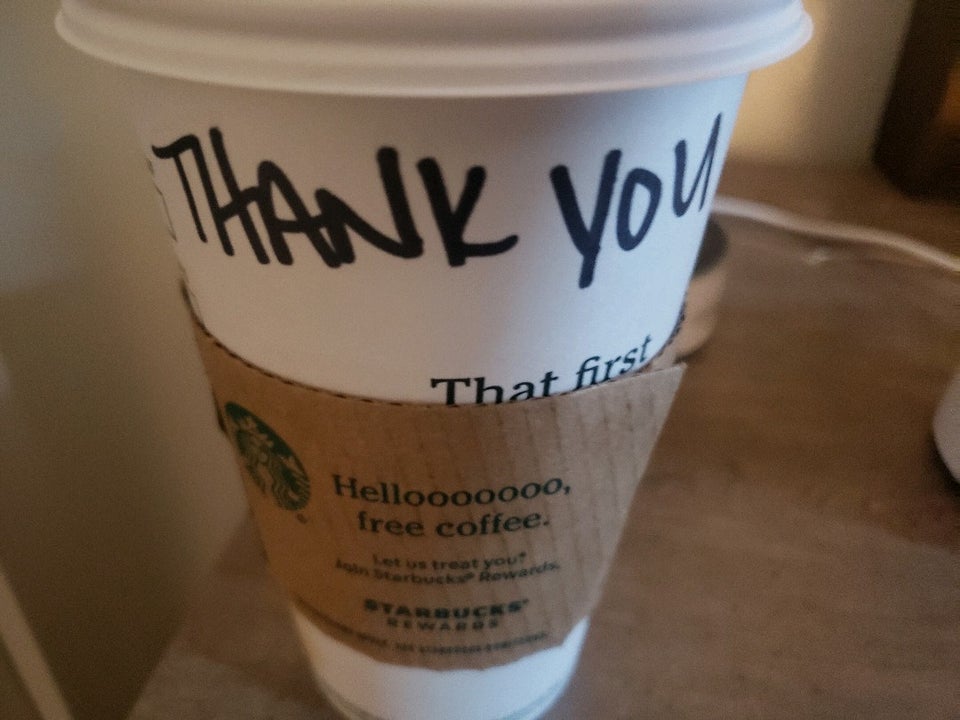 THANK YOU
That first
Hellooooooo,
free coffee.
Let us treat you*
Join Starbucks® Rewards.
STARBUCKS®
REWARDS